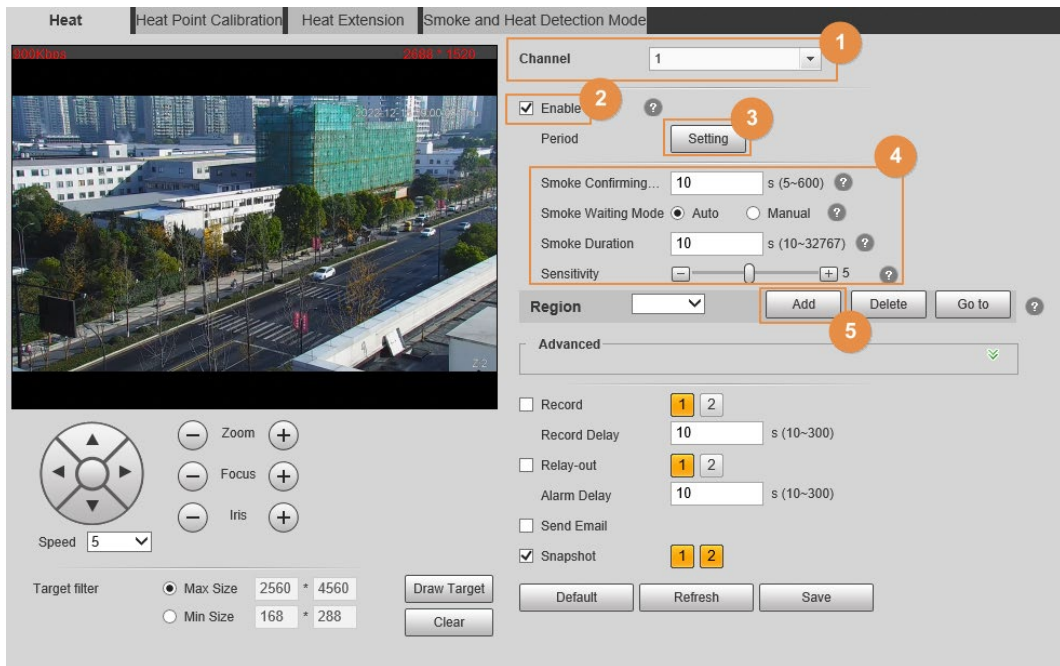 Heat Heat Point Calibration Heat Extension Smoke and Heat Detection Mode
900Kbps 2688 * 1520
Z 2
Zoom
Focus
Iris
Speed 5
Target filter Max Size 2560 * 4560 Draw Target
Min Size 168 * 288 Clear
Channel 1 1
Enable 2 ?
Period Setting 3
4
Smoke Confirming... 10 s (5~600) ?
Smoke Waiting Mode Auto Manual ?
Smoke Duration 10 s (10~32767) ?
Sensitivity 5 ?
Region Add Delete Go to ?
5
Advanced
Record 1 2
Record Delay 10 s (10~300)
Relay-out 1 2
Alarm Delay 10 s (10~300)
Send Email
Snapshot 1 2
Default Refresh Save